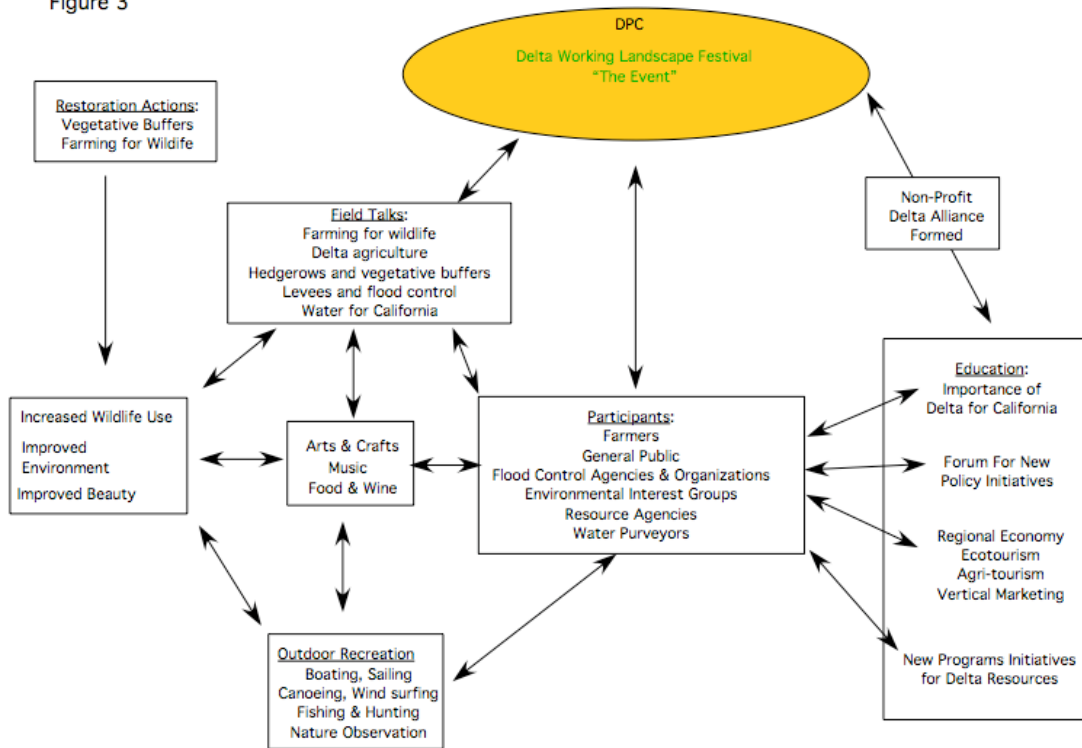 Figure 3
DPC
Delta Working Landscape Festival
“The Event”
Restoration Actions:
Vegetative Buffers
Farming for Wildife
Non-Profit
Delta Alliance
Formed
Field Talks:
Farming for wildlife
Delta agriculture
Hedgerows and vegetative buffers
Levees and flood control
Water for California
Increased Wildlife Use
Improved
Environment
Improved Beauty
Arts & Crafts
Music
Food & Wine
Participants:
Farmers
General Public
Flood Control Agencies & Organizations
Environmental Interest Groups
Resource Agencies
Water Purveyors
Education:
Importance of
Delta for California
Forum For New
Policy Initiatives
Regional Economy
Ecotourism
Agri-tourism
Vertical Marketing
New Programs Initiatives
for Delta Resources
Outdoor Recreation
Boating, Sailing
Canoeing, Wind surfing
Fishing & Hunting
Nature Observation